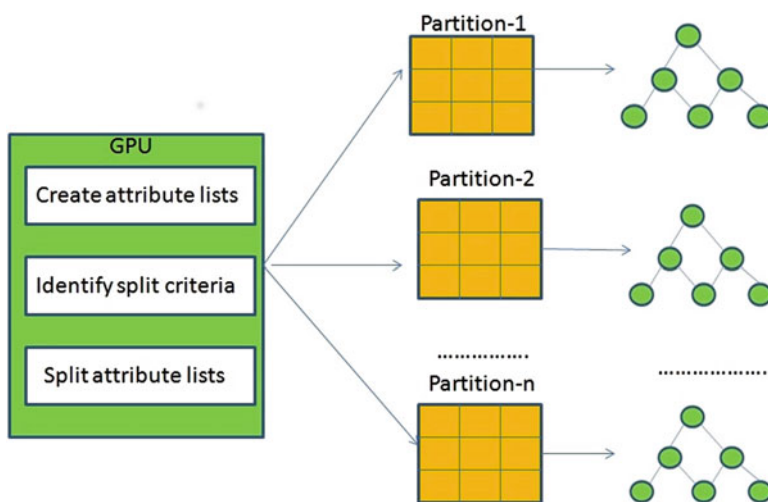 GPU
Create attribute lists
Identify split criteria
Split attribute lists
Partition-1
Partition-2
................
Partition-n
...................